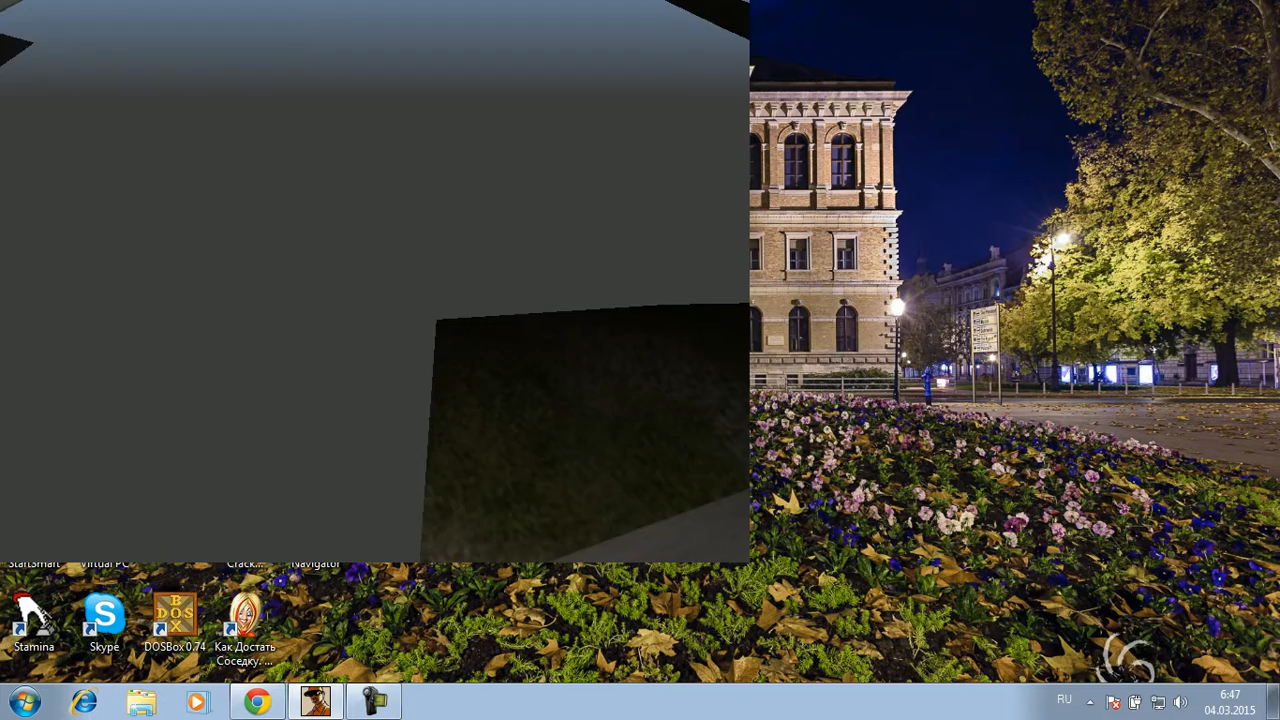 StartSmart
Virtual PC
Crack...
Navigator
Stamina
Skype
DOSBox 0.74
Как Достать
Соседку. ...
RU
6:47
04.03.2015